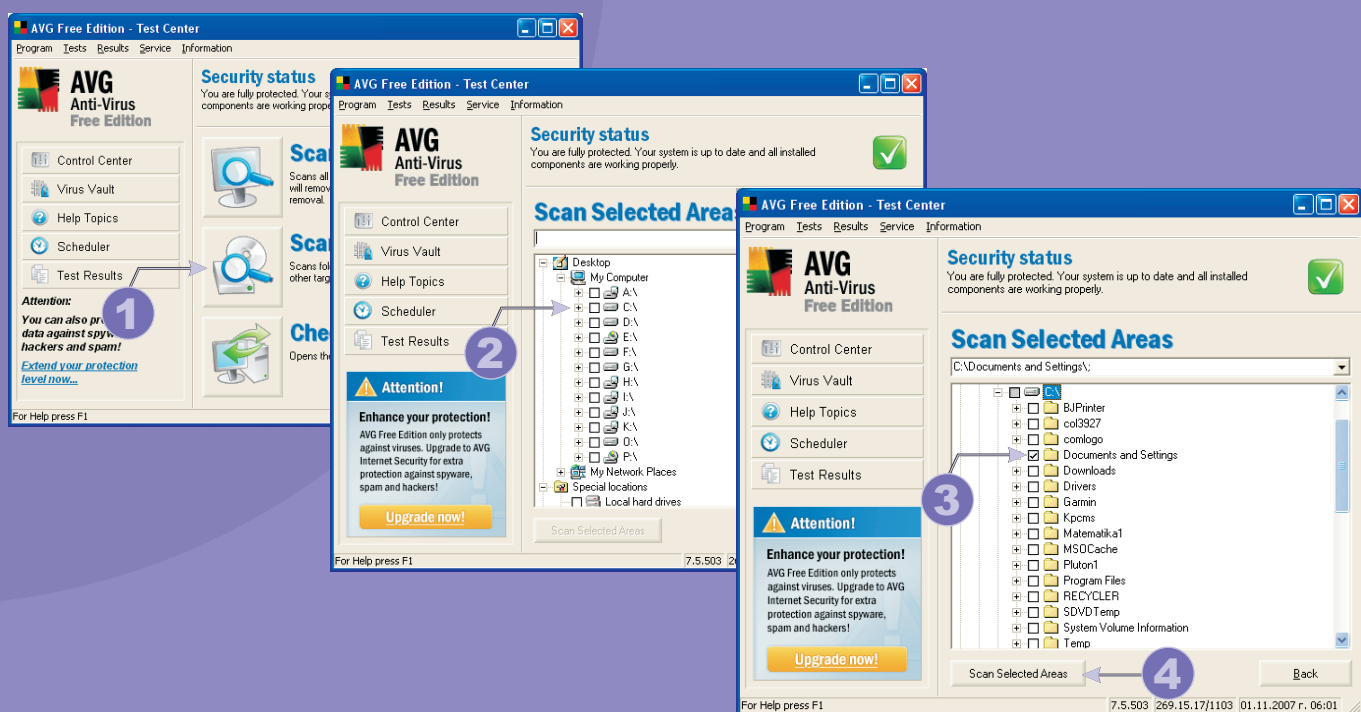 AVG Free Edition - Test Center
Program Tests Results Service Information
AVG
Anti-Virus
Free Edition
Security status
You are fully protected. Your s
components are working prope
Control Center
Virus Vault
Help Topics
Scheduler
Test Results
Attention:
You can also pr
data against spyw
hackers and spam!
Extend your protection
level now...
Scan
Scans all
will remov
removal.
Scan
Scans fol
other targ
Che
Opens the
For Help press F1
1
AVG Free Edition - Test Center
Program Tests Results Service Information
AVG
Anti-Virus
Free Edition
Security status
You are fully protected. Your system is up to date and all installed
components are working properly.
Control Center
Virus Vault
Help Topics
Scheduler
Test Results
Attention!
Enhance your protection!
AVG Free Edition only protects
against viruses. Upgrade to AVG
Internet Security for extra
protection against spyware,
spam and hackers!
Upgrade now!
Scan Selected Area
Desktop
My Computer
A:\
C:\
D:\
E:\
F:\
G:\
H:\
I:\
J:\
K:\
O:\
P:\
My Network Places
Special locations
Local hard drives
Scan Selected Areas
For Help press F1
7.5.503 26
2
AVG Free Edition - Test Center
Program Tests Results Service Information
AVG
Anti-Virus
Free Edition
Security status
You are fully protected. Your system is up to date and all installed
components are working properly.
Control Center
Virus Vault
Help Topics
Scheduler
Test Results
Attention!
Enhance your protection!
AVG Free Edition only protects
against viruses. Upgrade to AVG
Internet Security for extra
protection against spyware,
spam and hackers!
Upgrade now!
Scan Selected Areas
C:\Documents and Settings\;
C:\
BJPrinter
col3927
comlogo
Documents and Settings
Downloads
Drivers
Garmin
Kpcms
Matematika1
MSOCache
Pluton1
Program Files
RECYCLER
SDVDTemp
System Volume Information
Temp
3
Scan Selected Areas
4
Back
For Help press F1
7.5.503 269.15.17/1103 01.11.2007 г. 06:01